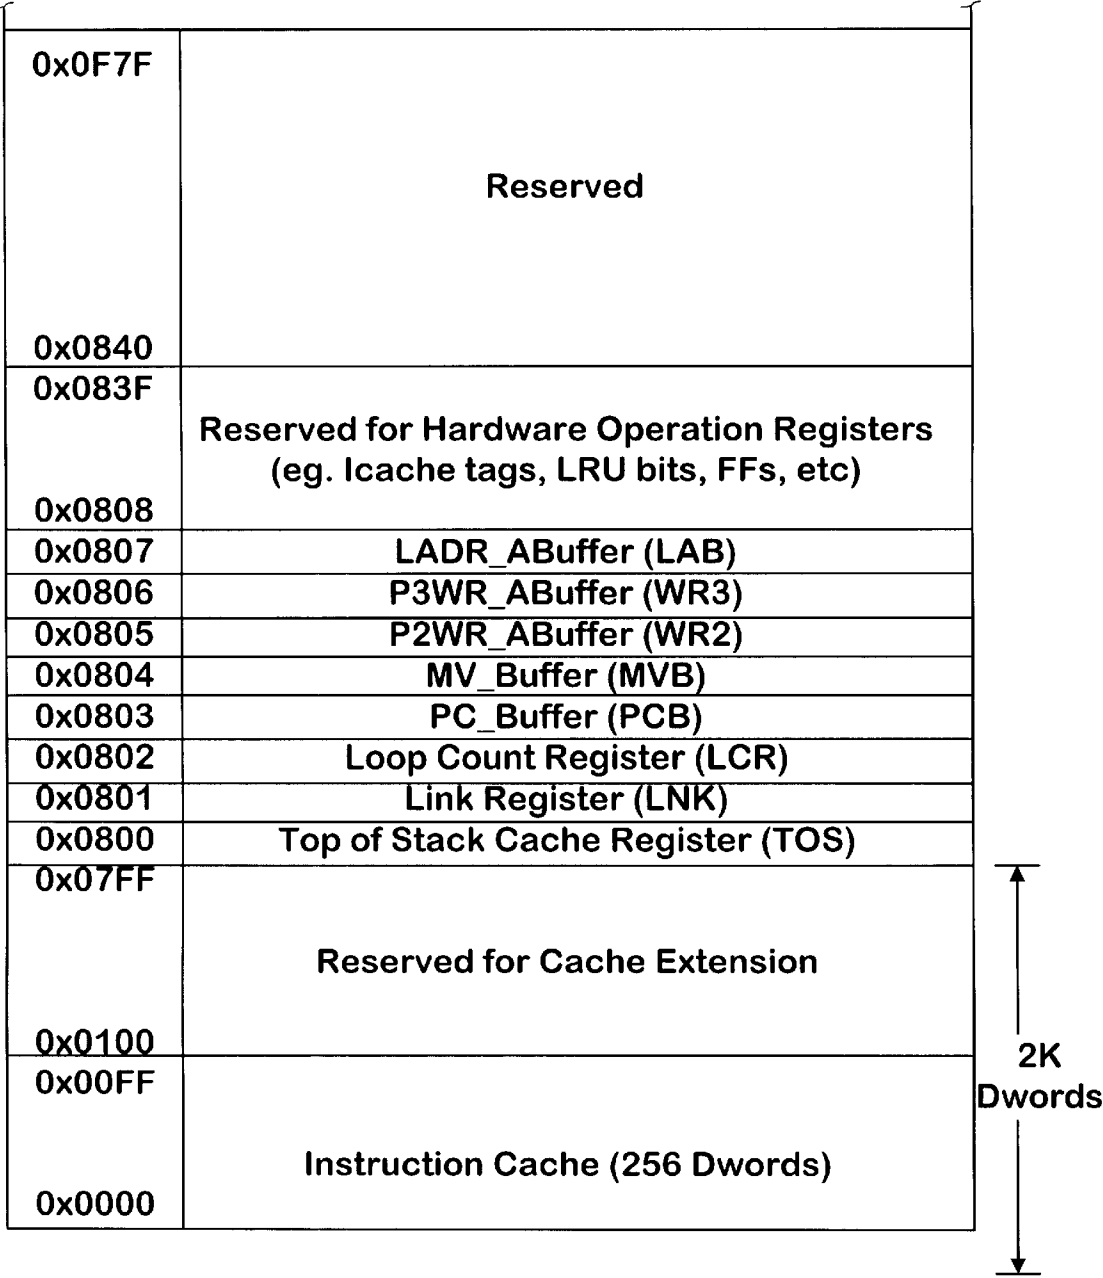 0x0F7F
Reserved
0x0840
0x083F
Reserved for Hardware Operation Registers
(eg. Icache tags, LRU bits, FFs, etc)
0x0808
0x0807 LADR_ABuffer (LAB)
0x0806 P3WR_ABuffer (WR3)
0x0805 P2WR_ABuffer (WR2)
0x0804 MV_Buffer (MVB)
0x0803 PC_Buffer (PCB)
0x0802 Loop Count Register (LCR)
0x0801 Link Register (LNK)
0x0800 Top of Stack Cache Register (TOS)
0x07FF
Reserved for Cache Extension
0x0100
0x00FF
Instruction Cache (256 Dwords)
0x0000
2K
Dwords